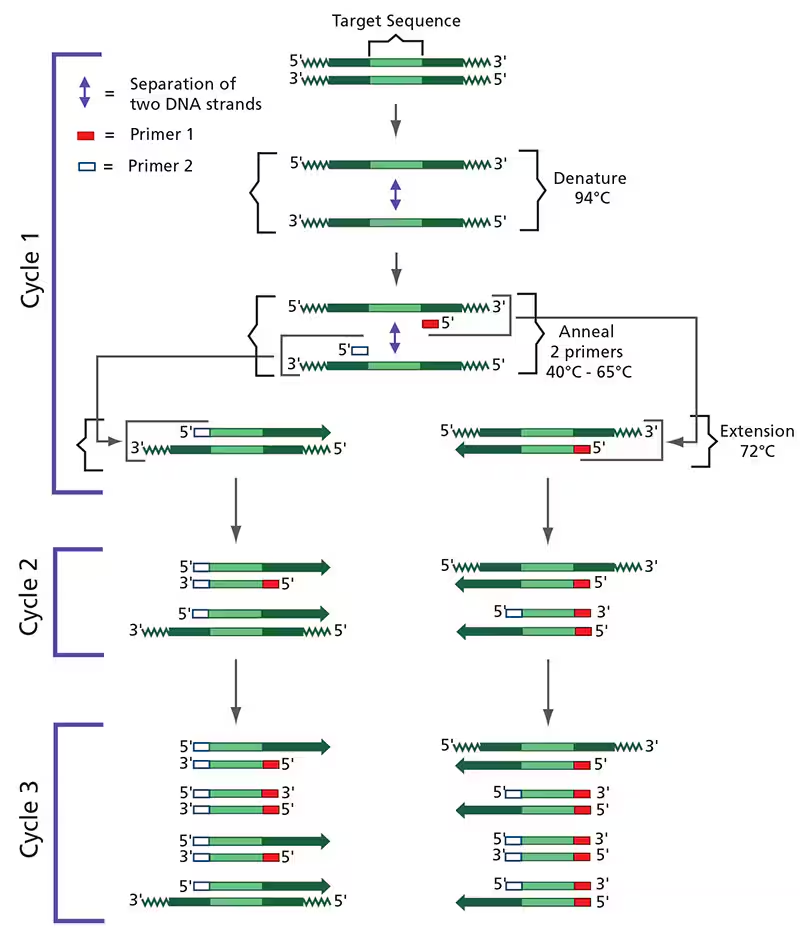 Target Sequence
5' 3'
3' 5'
= Separation of
two DNA strands
= Primer 1
= Primer 2
5' 3'
Denature
94°C
3' 5'
Cycle 1
5' 3'
5'
Anneal
2 primers
40°C - 65°C
5'
3' 5'
5'
3' 5'
5' 3'
5'
Extension
72°C
Cycle 2
5'
3' 5'
5'
3' 5'
5' 3'
5'
5' 3'
5'
Cycle 3
5'
3' 5'
5' 3'
3' 5'
5'
3' 5'
5'
3' 5'
5' 3'
5'
5' 3'
5'
5' 3'
3' 5'
5' 3'
5'